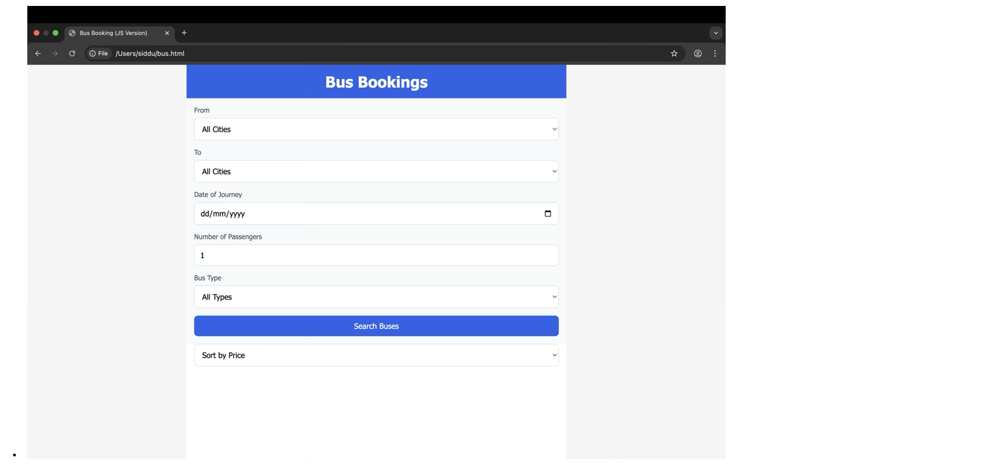 Bus Booking (JS Version)
File /Users/siddu/bus.html
Bus Bookings
From
All Cities
To
All Cities
Date of Journey
dd/mm/yyyy
Number of Passengers
1
Bus Type
All Types
Search Buses
Sort by Price